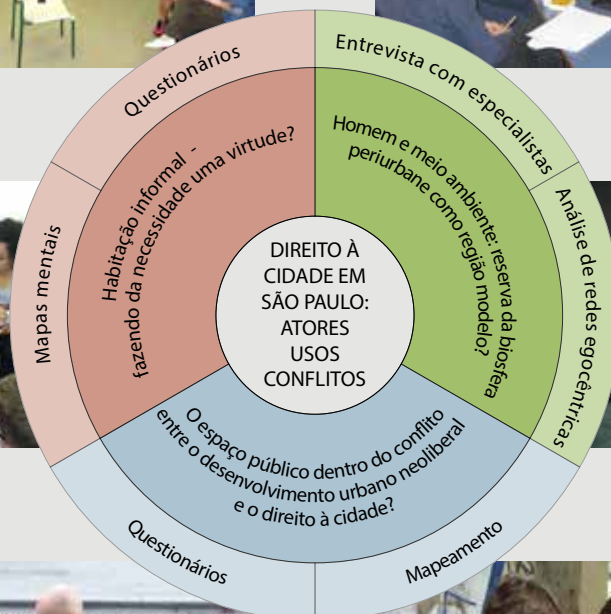 DIREITO À
CIDADE EM
SÃO PAULO:
ATORES
USOS
CONFLITOS
Questionários
Mapas mentais
Habitação informal -
fazendo da necessidade uma virtude?
Entrevista com especialistas
Análise de redes egocêntricas
Homem e meio ambiente: reserva da biosfera
periurbane como região modelo?
O espaço público dentro do conflito
entre o desenvolvimento urbano neoliberal
e o direito à cidade?
Questionários
Mapeamento